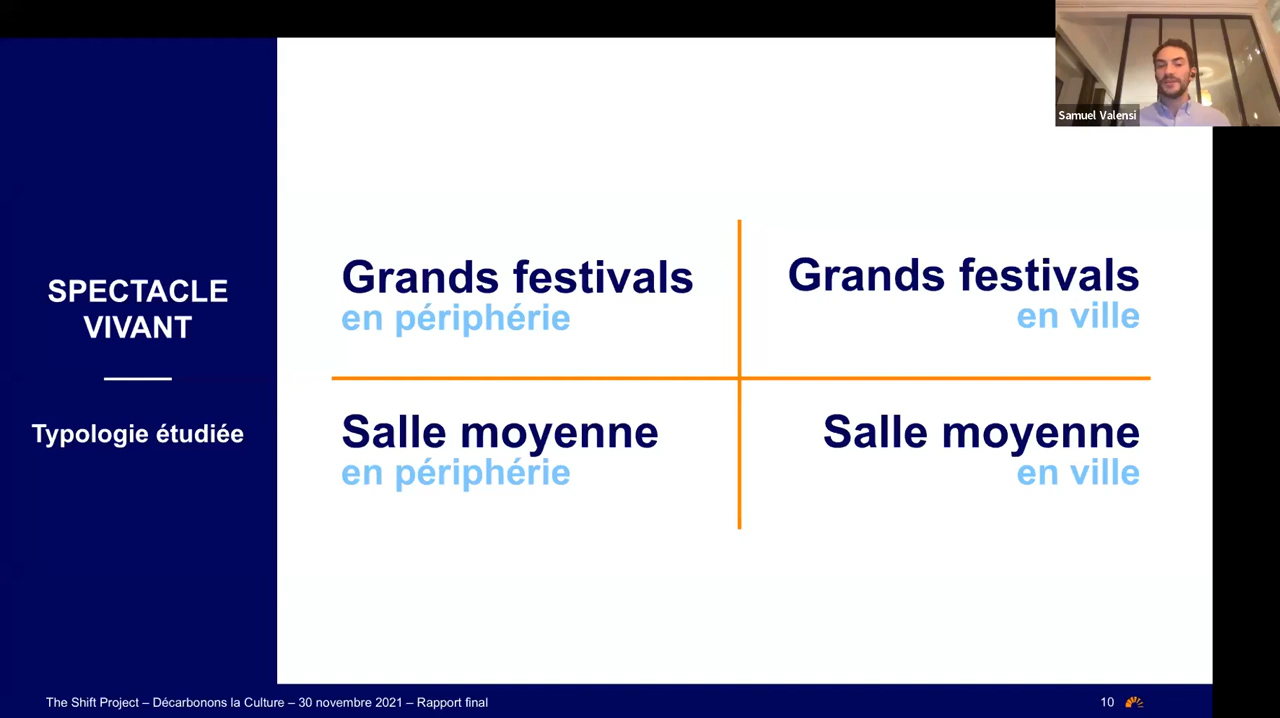 Samuel Valensi
SPECTACLE
VIVANT
Typologie étudiée
Grands festivals
en périphérie
Grands festivals
en ville
Salle moyenne
en périphérie
Salle moyenne
en ville
The Shift Project – Décarbonons la Culture – 30 novembre 2021 – Rapport final
10